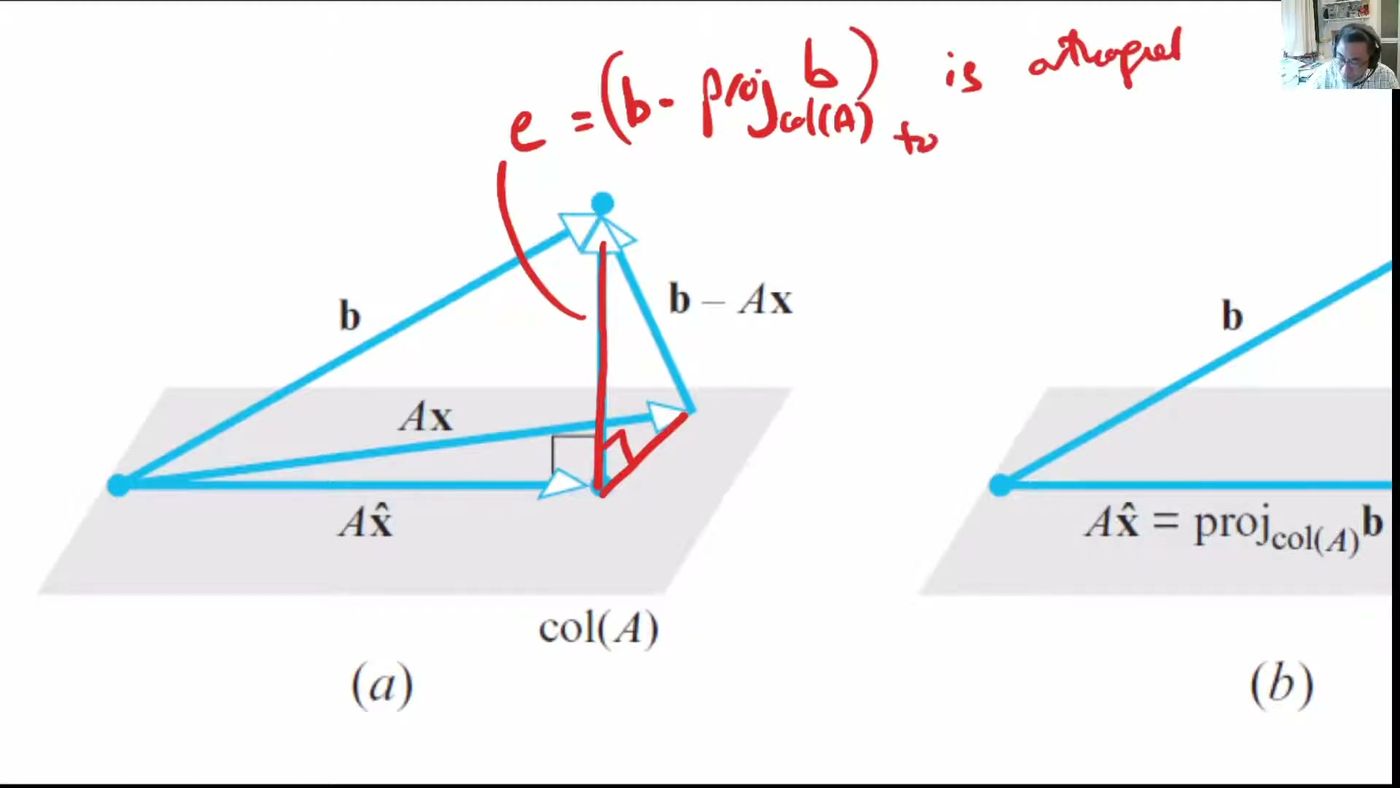 e = (b - proj_col(A) b) is orthogonal
to
b
b – Ax
b
Ax
Ax̂
Ax̂ = proj_col(A) b
col(A)
(a)
(b)